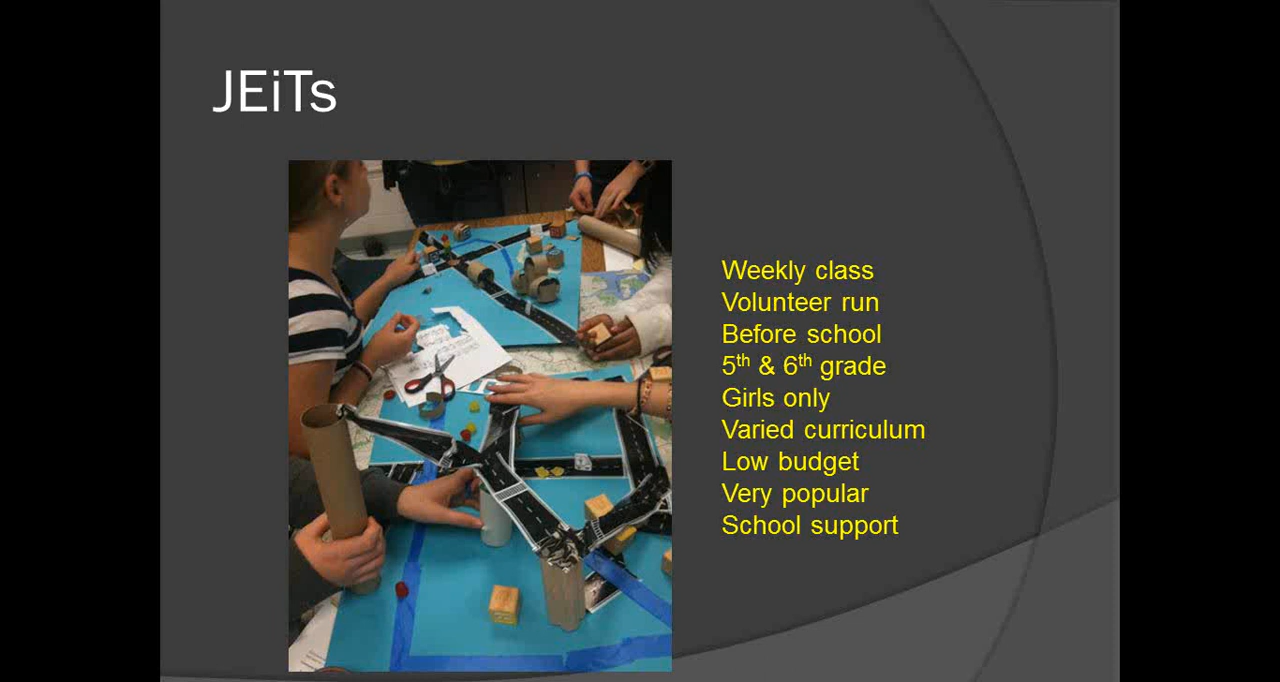 JEiTs
Weekly class
Volunteer run
Before school
5th & 6th grade
Girls only
Varied curriculum
Low budget
Very popular
School support